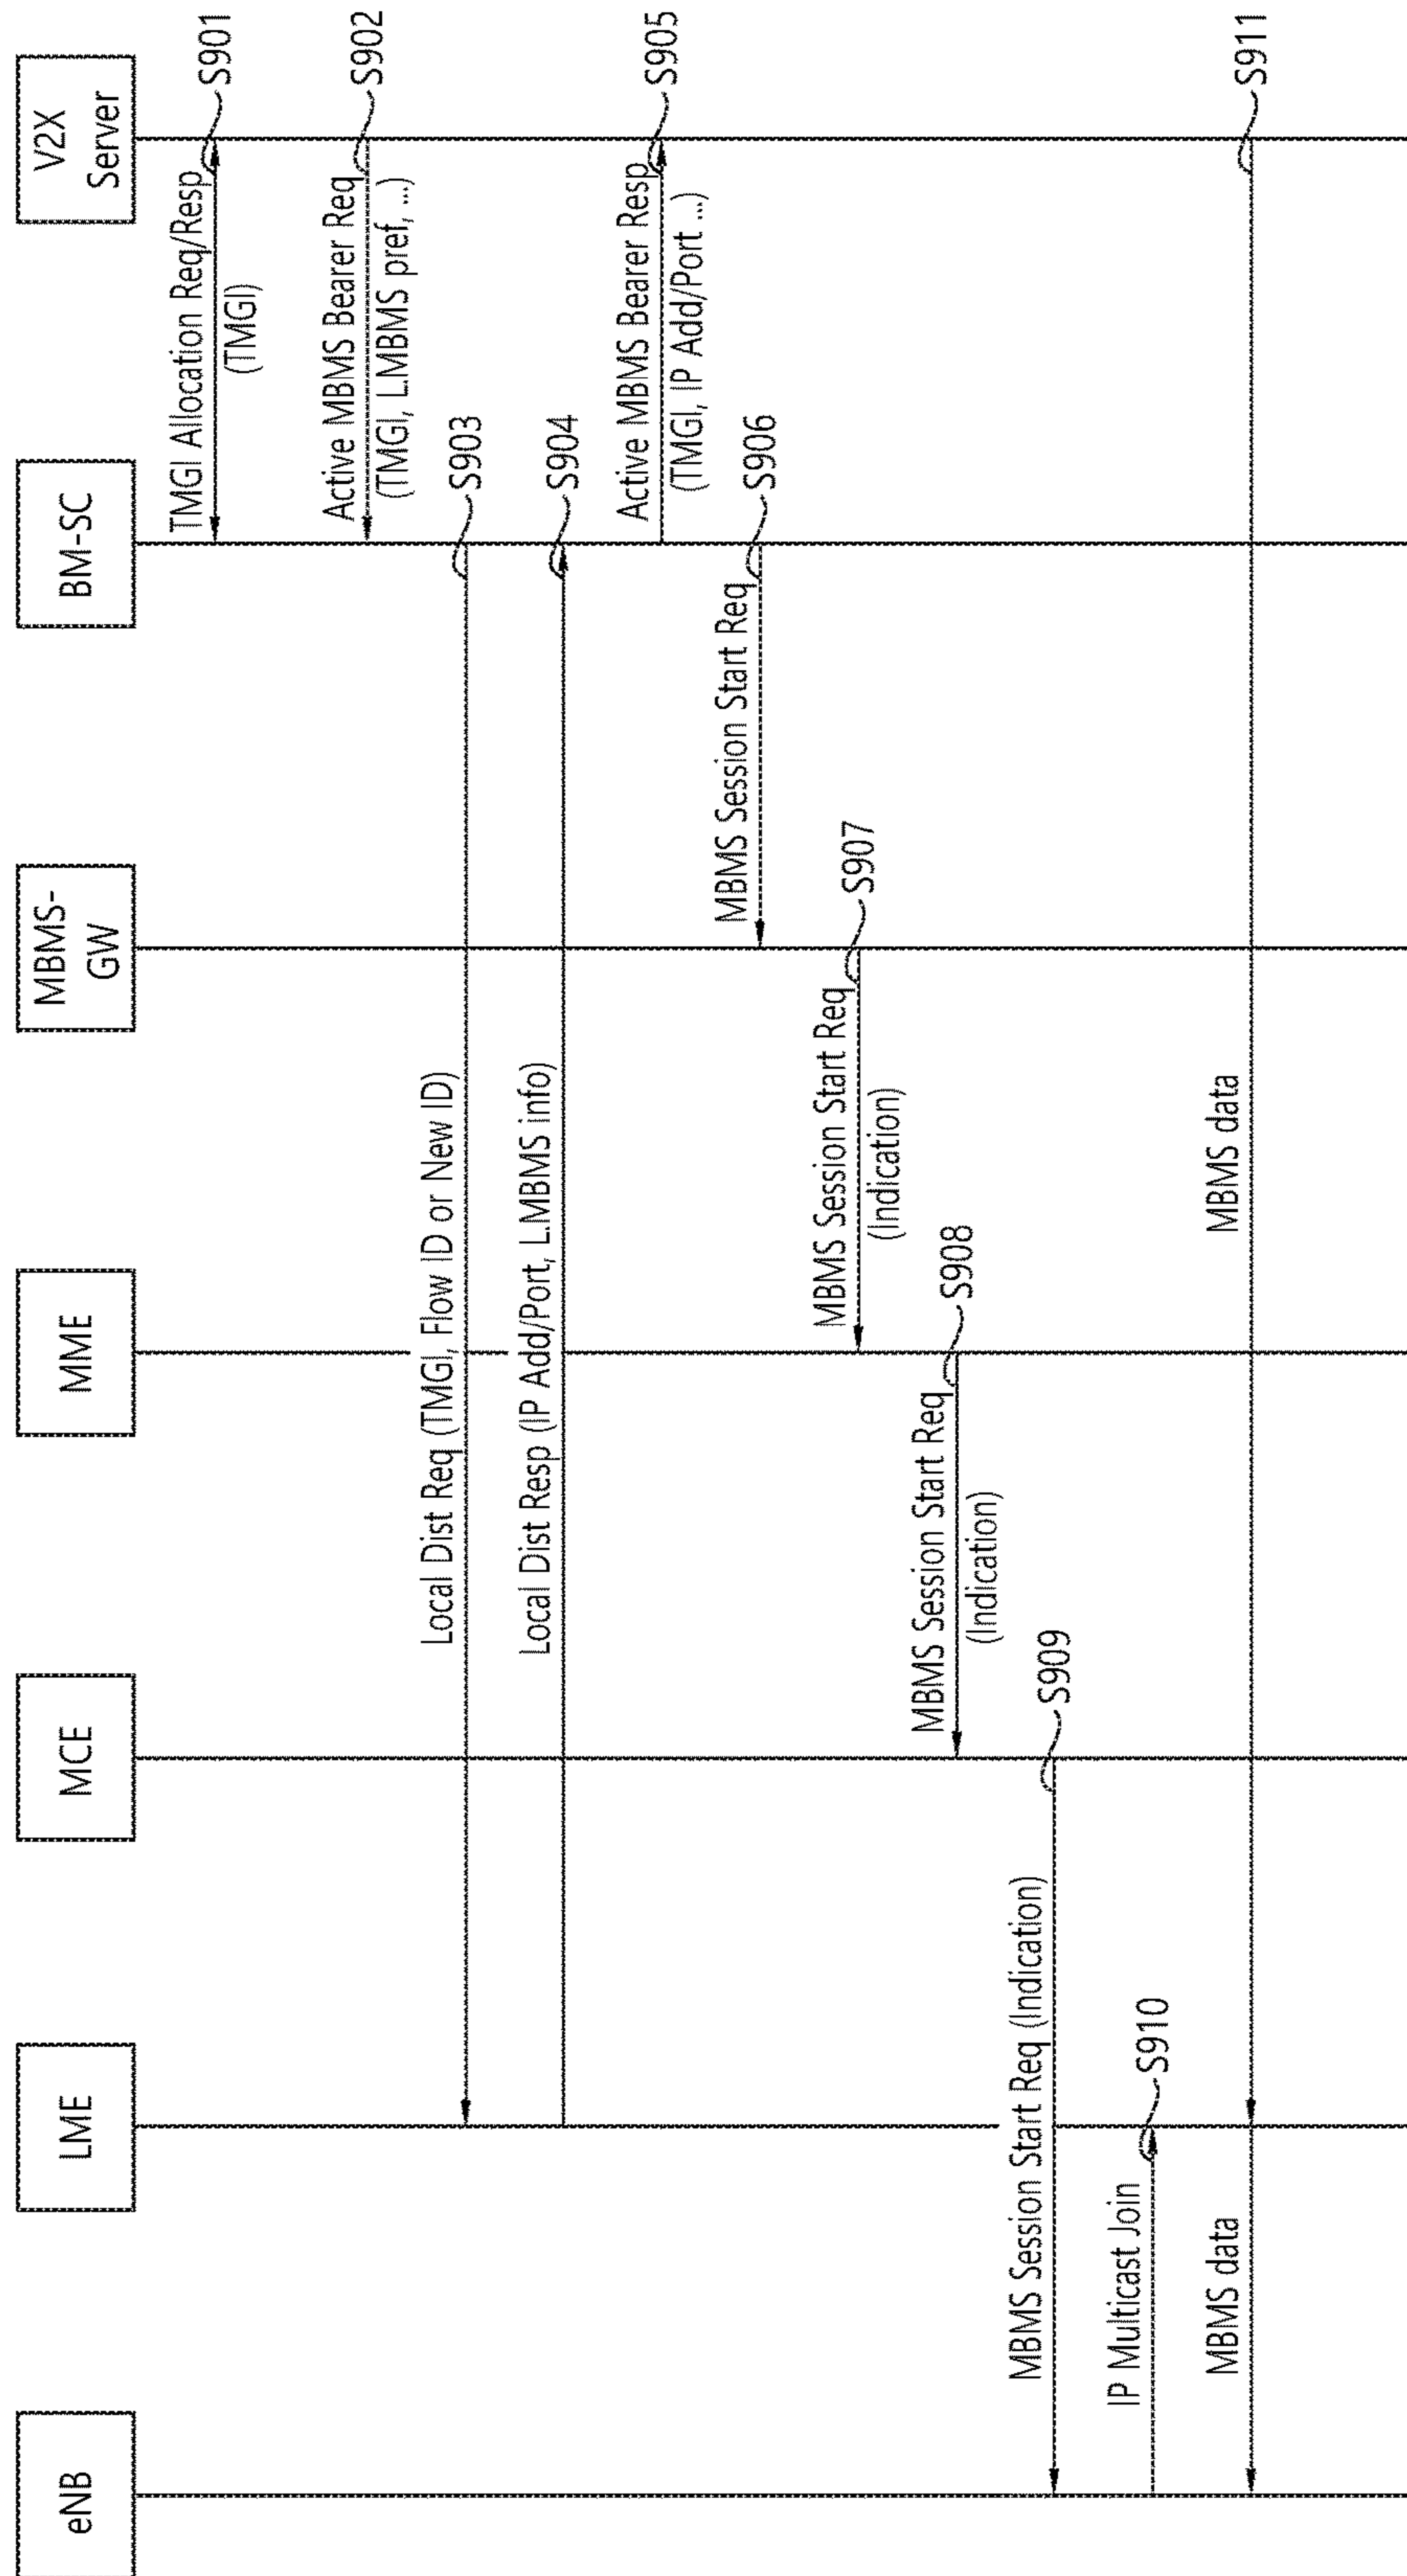 eNB
LME
MCE
MME
MBMS-
GW
BM-SC
V2X
Server
TMGI Allocation Req/Resp
(TMGI)
S901
Active MBMS Bearer Req
(TMGI, L.MBMS pref, ...)
S902
Local Dist Req (TMGI, Flow ID or New ID)
S903
Local Dist Resp (IP Add/Port, L.MBMS info)
S904
Active MBMS Bearer Resp
(TMGI, IP Add/Port ...)
S905
MBMS Session Start Req
S906
MBMS Session Start Req
(Indication)
S907
MBMS Session Start Req
(Indication)
S908
MBMS Session Start Req (Indication)
S909
IP Multicast Join
S910
MBMS data
MBMS data
S911